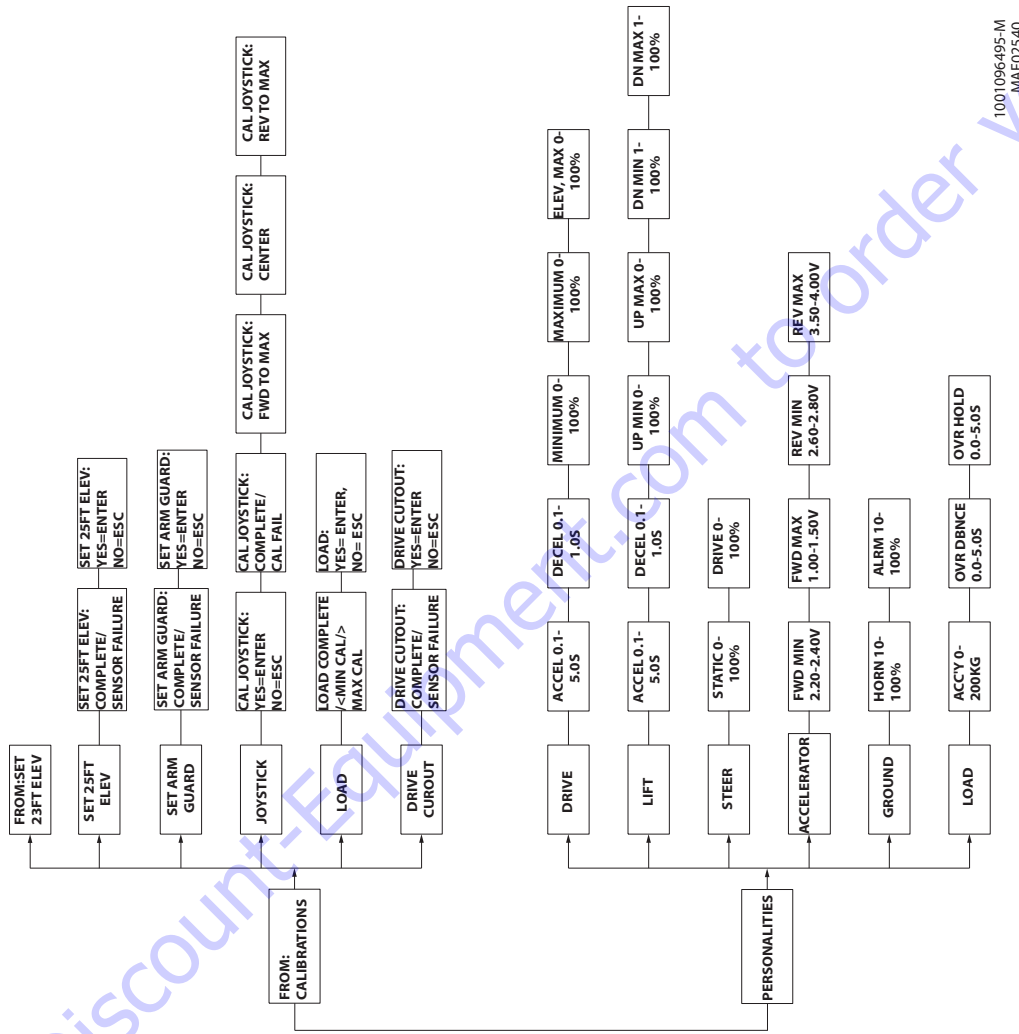 FROM:SET
23FT ELEV
SET 25FT
ELEV
SET 25FT ELEV:
COMPLETE/
SENSOR FAILURE
SET 25FT ELEV:
YES=ENTER
NO=ESC
SET ARM
GUARD
SET ARM GUARD:
COMPLETE/
SENSOR FAILURE
SET ARM GUARD:
YES=ENTER
NO=ESC
JOYSTICK
CAL JOYSTICK:
YES=ENTER
NO=ESC
CAL JOYSTICK:
COMPLETE/
CAL FAIL
CAL JOYSTICK:
FWD TO MAX
CAL JOYSTICK:
CENTER
CAL JOYSTICK:
REV TO MAX
LOAD
LOAD COMPLETE
/<MIN CAL/>
MAX CAL
LOAD:
YES= ENTER,
NO= ESC
DRIVE
CUROUT
DRIVE CUTOUT:
COMPLETE/
SENSOR FAILURE
DRIVE CUTOUT:
YES=ENTER
NO=ESC
FROM:
CALIBRATIONS
DRIVE
ACCEL 0.1-
5.0S
DECEL 0.1-
1.0S
MINIMUM 0-
100%
MAXIMUM 0-
100%
ELEV, MAX 0-
100%
LIFT
ACCEL 0.1-
5.0S
DECEL 0.1-
1.0S
UP MIN 0-
100%
UP MAX 0-
100%
DN MIN 1-
100%
DN MAX 1-
100%
STEER
STATIC 0-
100%
DRIVE 0-
100%
ACCELERATOR
FWD MIN
2.20-2.40V
FWD MAX
1.00-1.50V
REV MIN
2.60-2.80V
REV MAX
3.50-4.00V
GROUND
HORN 10-
100%
ALRM 10-
100%
LOAD
ACC'Y 0-
200KG
OVR DBNCE
0.0-5.0S
OVR HOLD
0.0-5.0S
PERSONALITIES
1001096495-M
MAE02540
Discount-Equipment.com to order